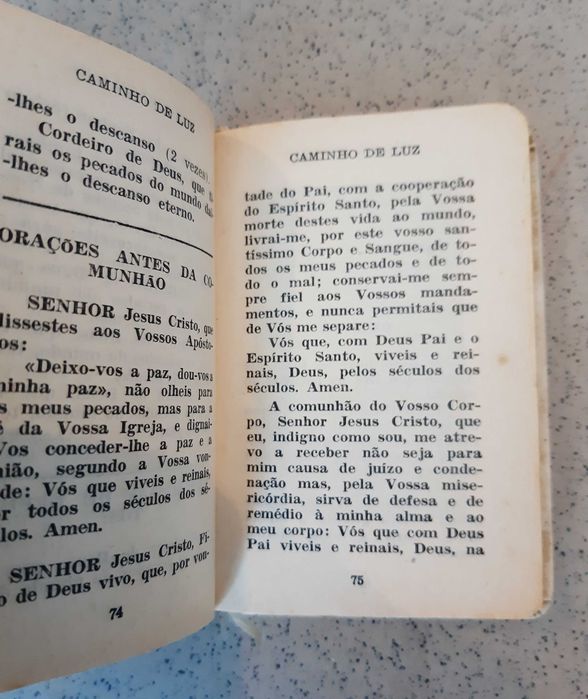 CAMINHO DE LUZ
-lhes o descanso (2 vezes)
Cordeiro de Deus, que
rais os pecados do mundo
-lhes o descanso eterno.
ORAÇÕES ANTES DA CO-
MUNHÃO
SENHOR Jesus Cristo, que
dissestes aos Vossos Apósto-
os:
«Deixo-vos a paz, dou-vos a
minha paz», não olheis para
s meus pecados, mas para a
é da Vossa Igreja, e dignai-
Vos conceder-lhe a paz e a
nião, segundo a Vossa von-
de: Vós que viveis e reinais,
r todos os séculos dos sé-
ulos. Amen.
SENHOR Jesus Cristo, Fi-
o de Deus vivo, que, por von-
74
CAMINHO DE LUZ
tade do Pai, com a cooperação
do Espírito Santo, pela Vossa
morte destes vida ao mundo,
livrai-me, por este vosso san-
tíssimo Corpo e Sangue, de to-
dos os meus pecados e de to-
do o mal; conservai-me sem-
pre fiel aos Vossos manda-
mentos, e nunca permitais que
de Vós me separe:
Vós que, com Deus Pai e o
Espírito Santo, viveis e rei-
nais, Deus, pelos séculos dos
séculos. Amen.
A comunhão do Vosso Cor-
po, Senhor Jesus Cristo, que
eu, indigno como sou, me atre-
vo a receber não seja para
mim causa de juízo e conde-
nação mas, pela Vossa mise-
ricórdia, sirva de defesa e de
remédio à minha alma e ao
meu corpo: Vós que com Deus
Pai viveis e reinais, Deus, na
75